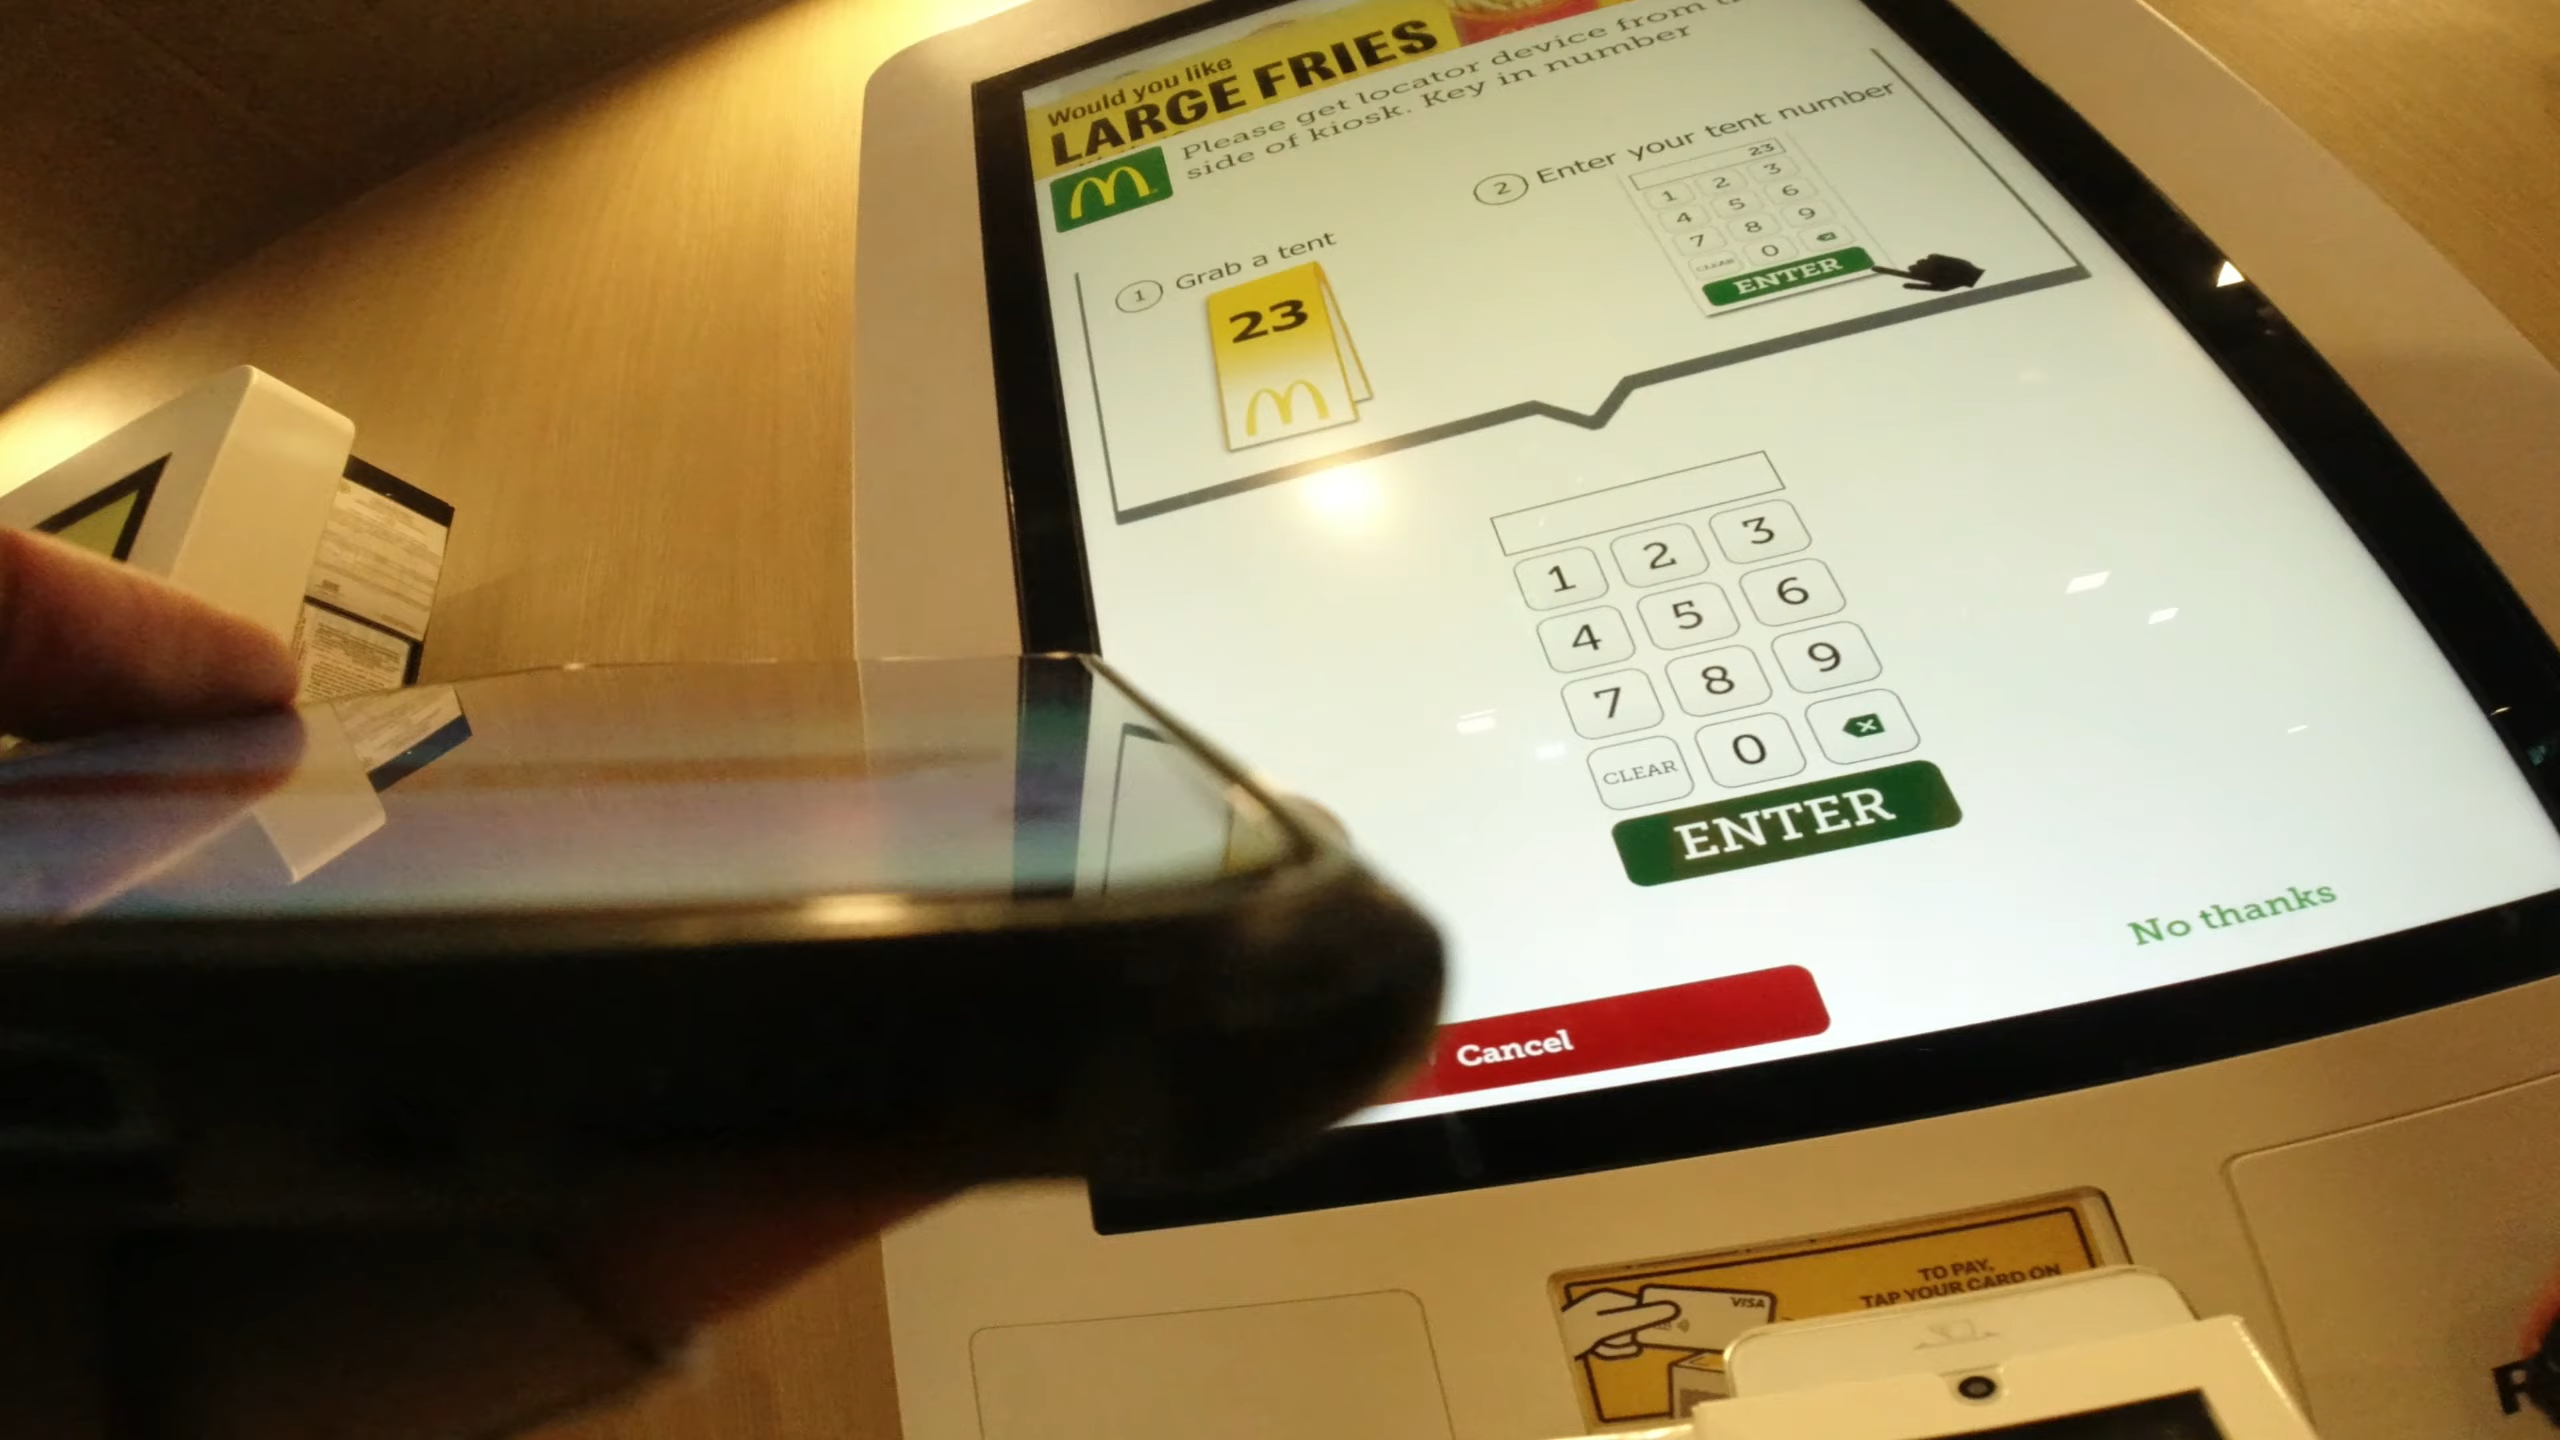 Would you like
LARGE FRIES
Please get locator device from
side of kiosk. Key in number
1 Grab a tent
23
2 Enter your tent number
23
1 2 3
4 5 6
7 8 9
CLEAR 0
ENTER
1 2 3
4 5 6
7 8 9
CLEAR 0
ENTER
No thanks
Cancel
TO PAY,
TAP YOUR CARD ON
VISA